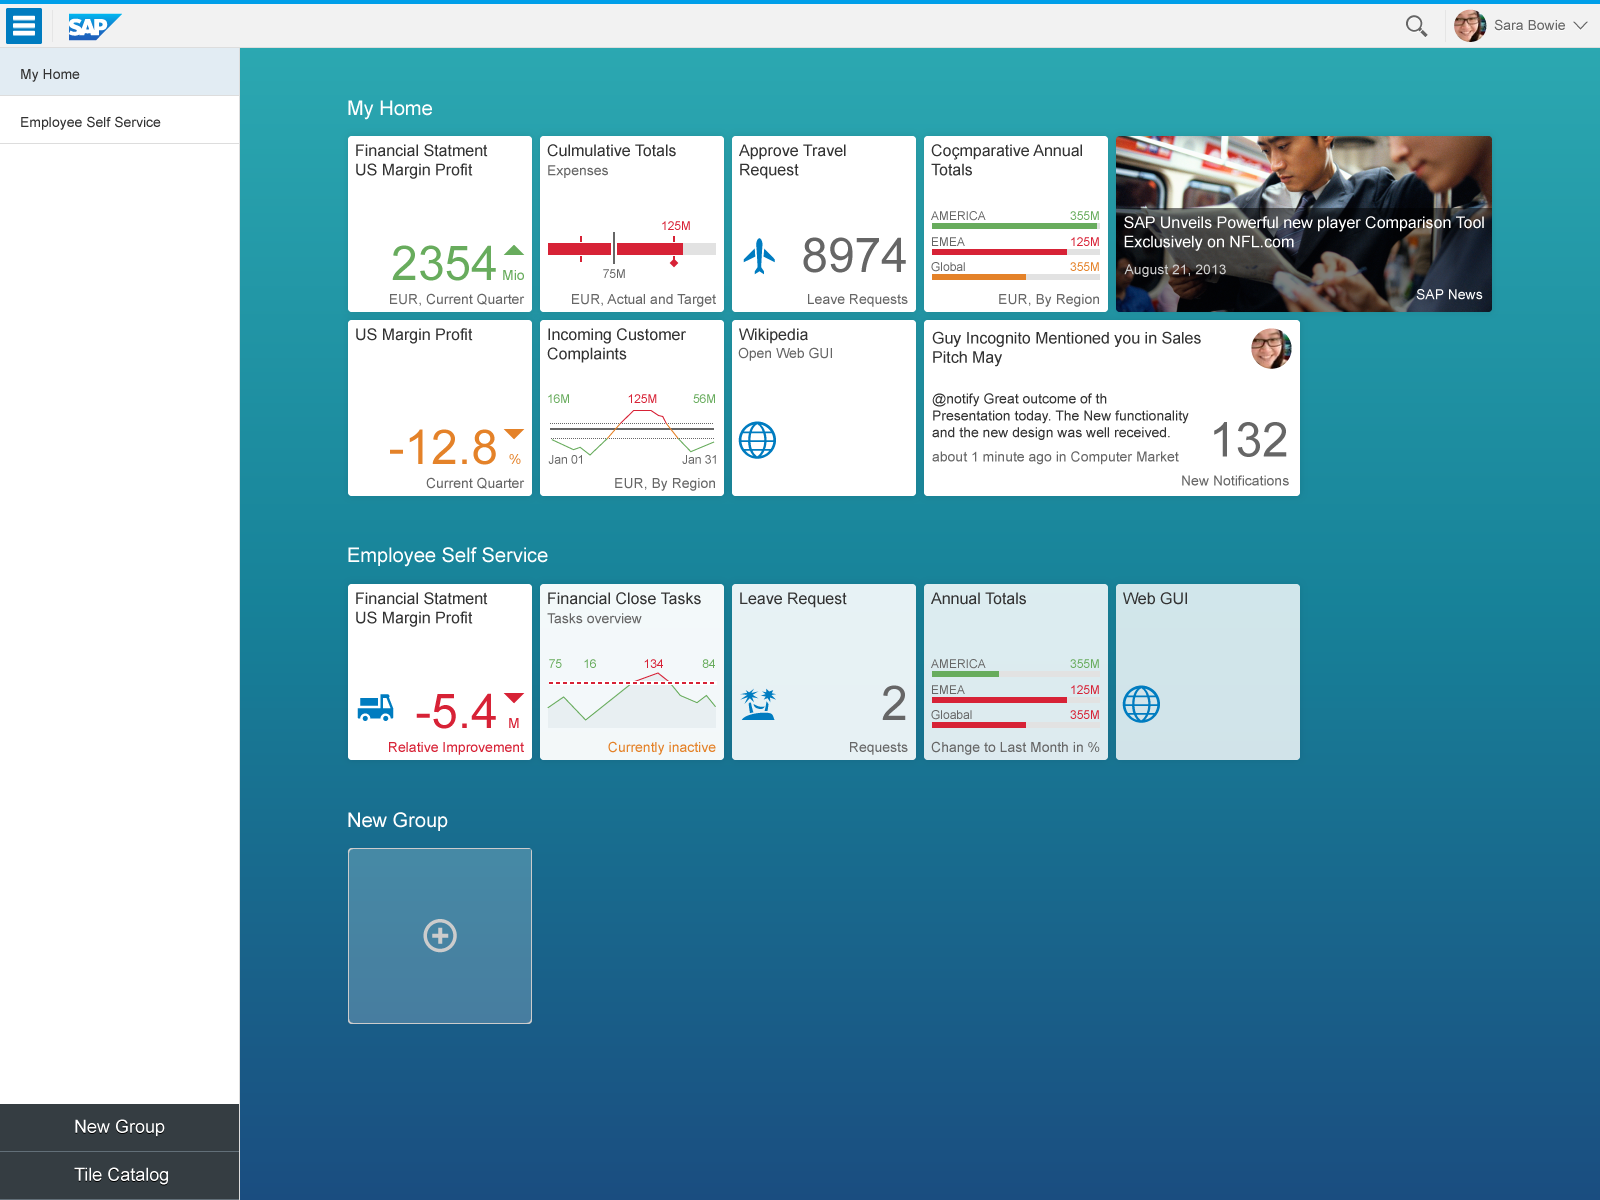 SAP
Sara Bowie
My Home
Employee Self Service
My Home
Financial Statment
US Margin Profit
2354
Mio
EUR, Current Quarter
Culmulative Totals
Expenses
125M
75M
EUR, Actual and Target
Approve Travel
Request
8974
Leave Requests
Coçmparative Annual
Totals
AMERICA 355M
EMEA 125M
Global 355M
EUR, By Region
SAP Unveils Powerful new player Comparison Tool
Exclusively on NFL.com
August 21, 2013
SAP News
US Margin Profit
-12.8
%
Current Quarter
Incoming Customer
Complaints
16M 125M 56M
Jan 01 Jan 31
EUR, By Region
Wikipedia
Open Web GUI
Guy Incognito Mentioned you in Sales
Pitch May
@notify Great outcome of th
Presentation today. The New functionality
and the new design was well received.
about 1 minute ago in Computer Market
132
New Notifications
Employee Self Service
Financial Statment
US Margin Profit
-5.4
M
Relative Improvement
Financial Close Tasks
Tasks overview
75 16 134 84
Currently inactive
Leave Request
2
Requests
Annual Totals
AMERICA 355M
EMEA 125M
Gloabal 355M
Change to Last Month in %
Web GUI
New Group
New Group
Tile Catalog